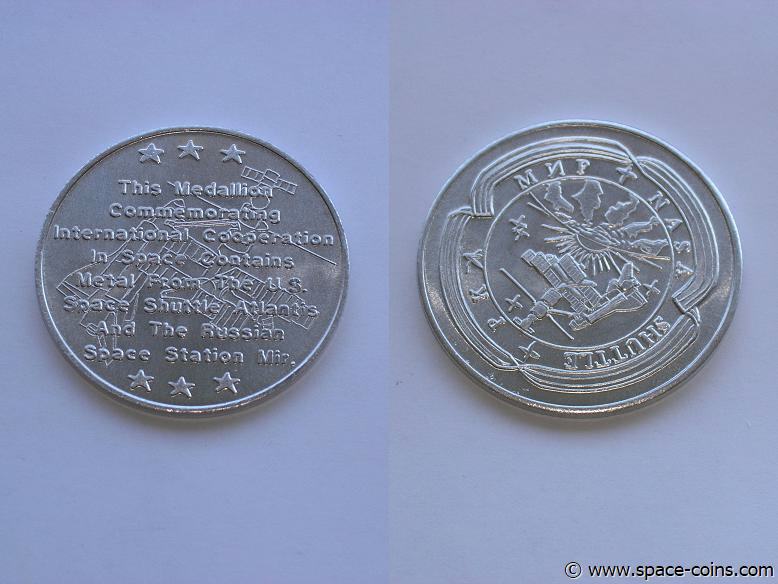 This Medallion
Commemorating
International Cooperation
In Space Contains
Metal From The U.S.
Space Shuttle Atlantis
And The Russian
Space Station Mir.
МИР
NASA
SHUTTLE
РКА
© www.space-coins.com